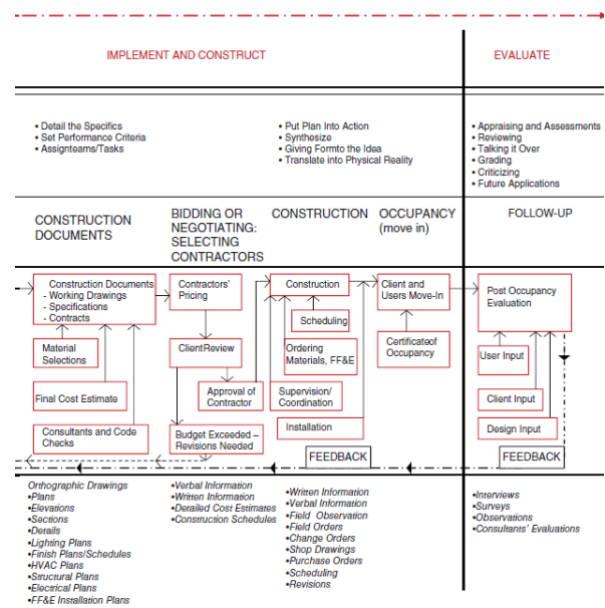 IMPLEMENT AND CONSTRUCT
EVALUATE
• Detail the Specifics
• Set Performance Criteria
• Assignteams/Tasks
• Put Plan Into Action
• Synthesize
• Giving Formto the Idea
• Translate into Physical Reality
• Appraising and Assessments
• Reviewing
• Talking it Over
• Grading
• Criticizing
• Future Applications
CONSTRUCTION
DOCUMENTS
BIDDING OR
NEGOTIATING:
SELECTING
CONTRACTORS
CONSTRUCTION
OCCUPANCY
(move in)
FOLLOW-UP
Construction Documents
- Working Drawings
- Specifications
- Contracts
Material
Selections
Final Cost Estimate
Consultants and Code
Checks
Contractors'
Pricing
ClientReview
Approval of
Contractor
Budget Exceeded –
Revisions Needed
Construction
Scheduling
Ordering
Materials, FF&E
Supervision/
Coordination
Installation
Client and
Users Move-In
Certificateof
Occupancy
Post Occupancy
Evaluation
User Input
Client Input
Design Input
FEEDBACK
FEEDBACK
Orthographic Drawings
•Plans
•Elevations
•Sections
•Details
•Lighting Plans
•Finish Plans/Schedules
•HVAC Plans
•Structural Plans
•Electrical Plans
•FF&E Installation Plans
•Verbal Information
•Written Information
•Detailed Cost Estimates
•Construction Schedules
•Written Information
•Verbal Information
•Field Observation
•Field Orders
•Change Orders
•Shop Drawings
•Purchase Orders
•Scheduling
•Revisions
•Interviews
•Surveys
•Observations
•Consultants' Evaluations